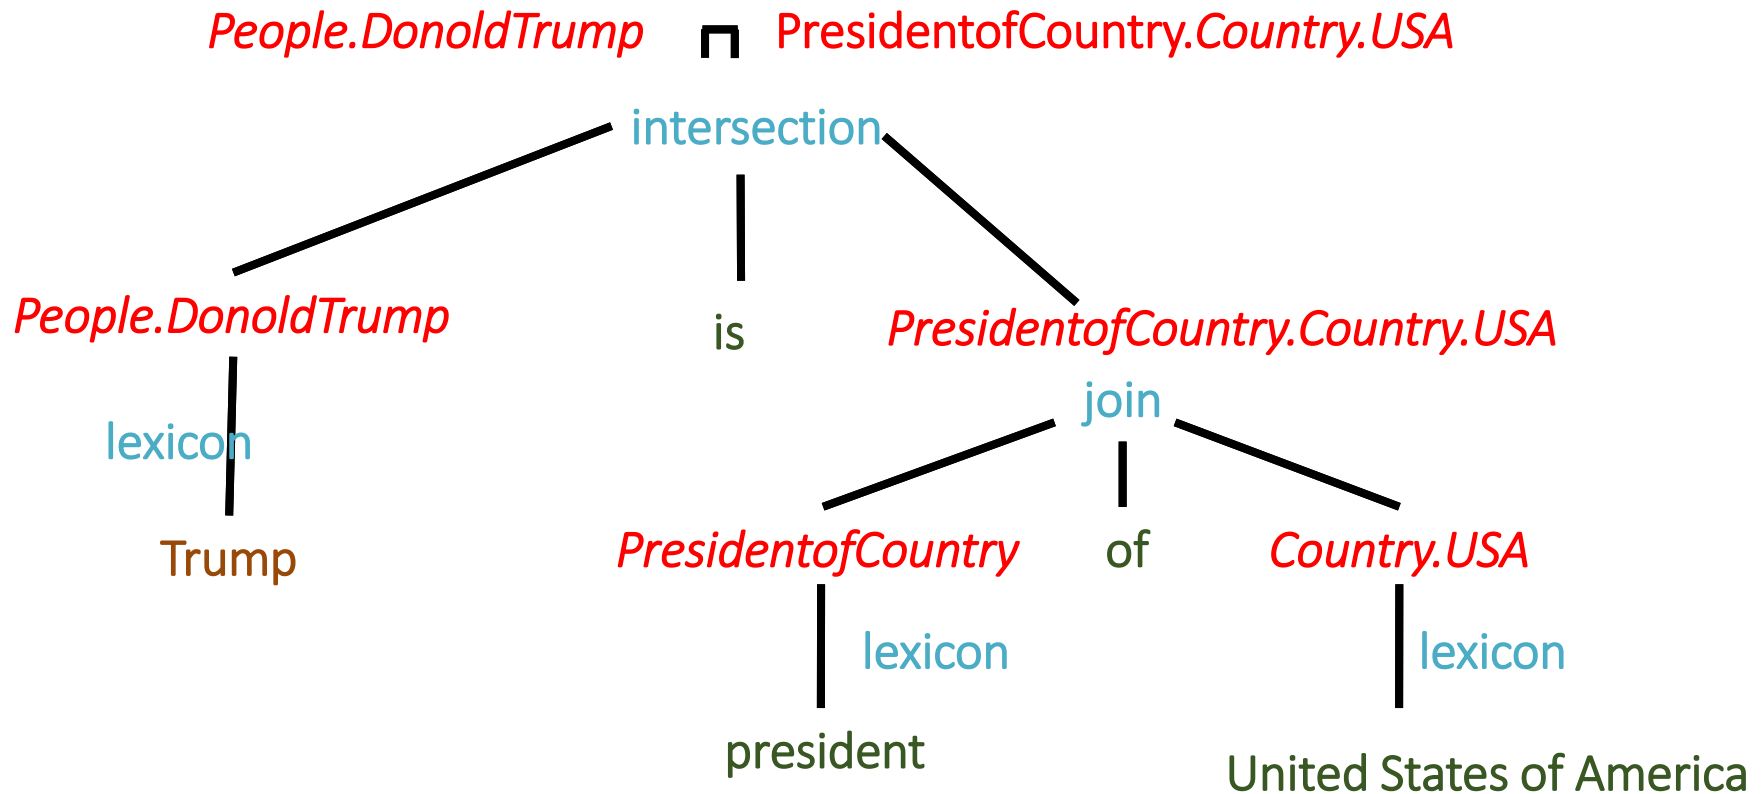 People.DonoldTrump ⊓ PresidentofCountry.Country.USA
intersection
People.DonoldTrump
is
PresidentofCountry.Country.USA
join
lexicon
Trump
PresidentofCountry
of
Country.USA
lexicon
lexicon
president
United States of America